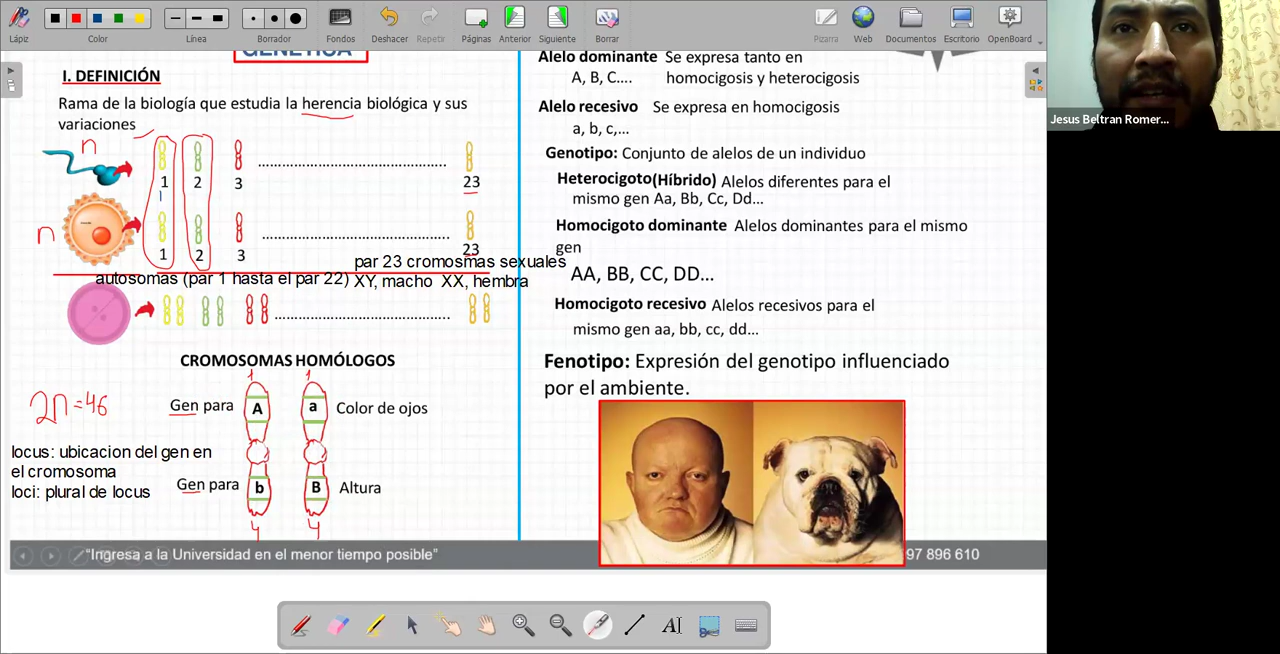 Lápiz
Color
Línea
Borrador
Fondos
Deshacer
Repetir
Páginas
Anterior
Siguiente
Borrar
Pizarra
Web
Documentos
Escritorio
OpenBoard
GENÉTICA
I. DEFINICIÓN
Rama de la biología que estudia la herencia biológica y sus
variaciones
n
1 2 3 ........ 23
1
n
1 2 3 ........ 23
par 23 cromosmas sexuales
autosomas (par 1 hasta el par 22) XY, macho XX, hembra
CROMOSOMAS HOMÓLOGOS
1 1
2n=46
Gen para A a Color de ojos
locus: ubicacion del gen en
el cromosoma
loci: plural de locus
Gen para b B Altura
4 4
"Ingresa a la Universidad en el menor tiempo posible"
Alelo dominante Se expresa tanto en
A, B, C.... homocigosis y heterocigosis
Alelo recesivo Se expresa en homocigosis
a, b, c,...
Genotipo: Conjunto de alelos de un individuo
Heterocigoto(Híbrido) Alelos diferentes para el
mismo gen Aa, Bb, Cc, Dd...
Homocigoto dominante Alelos dominantes para el mismo
gen
AA, BB, CC, DD...
Homocigoto recesivo Alelos recesivos para el
mismo gen aa, bb, cc, dd...
Fenotipo: Expresión del genotipo influenciado
por el ambiente.
97 896 610
Jesus Beltran Romer...